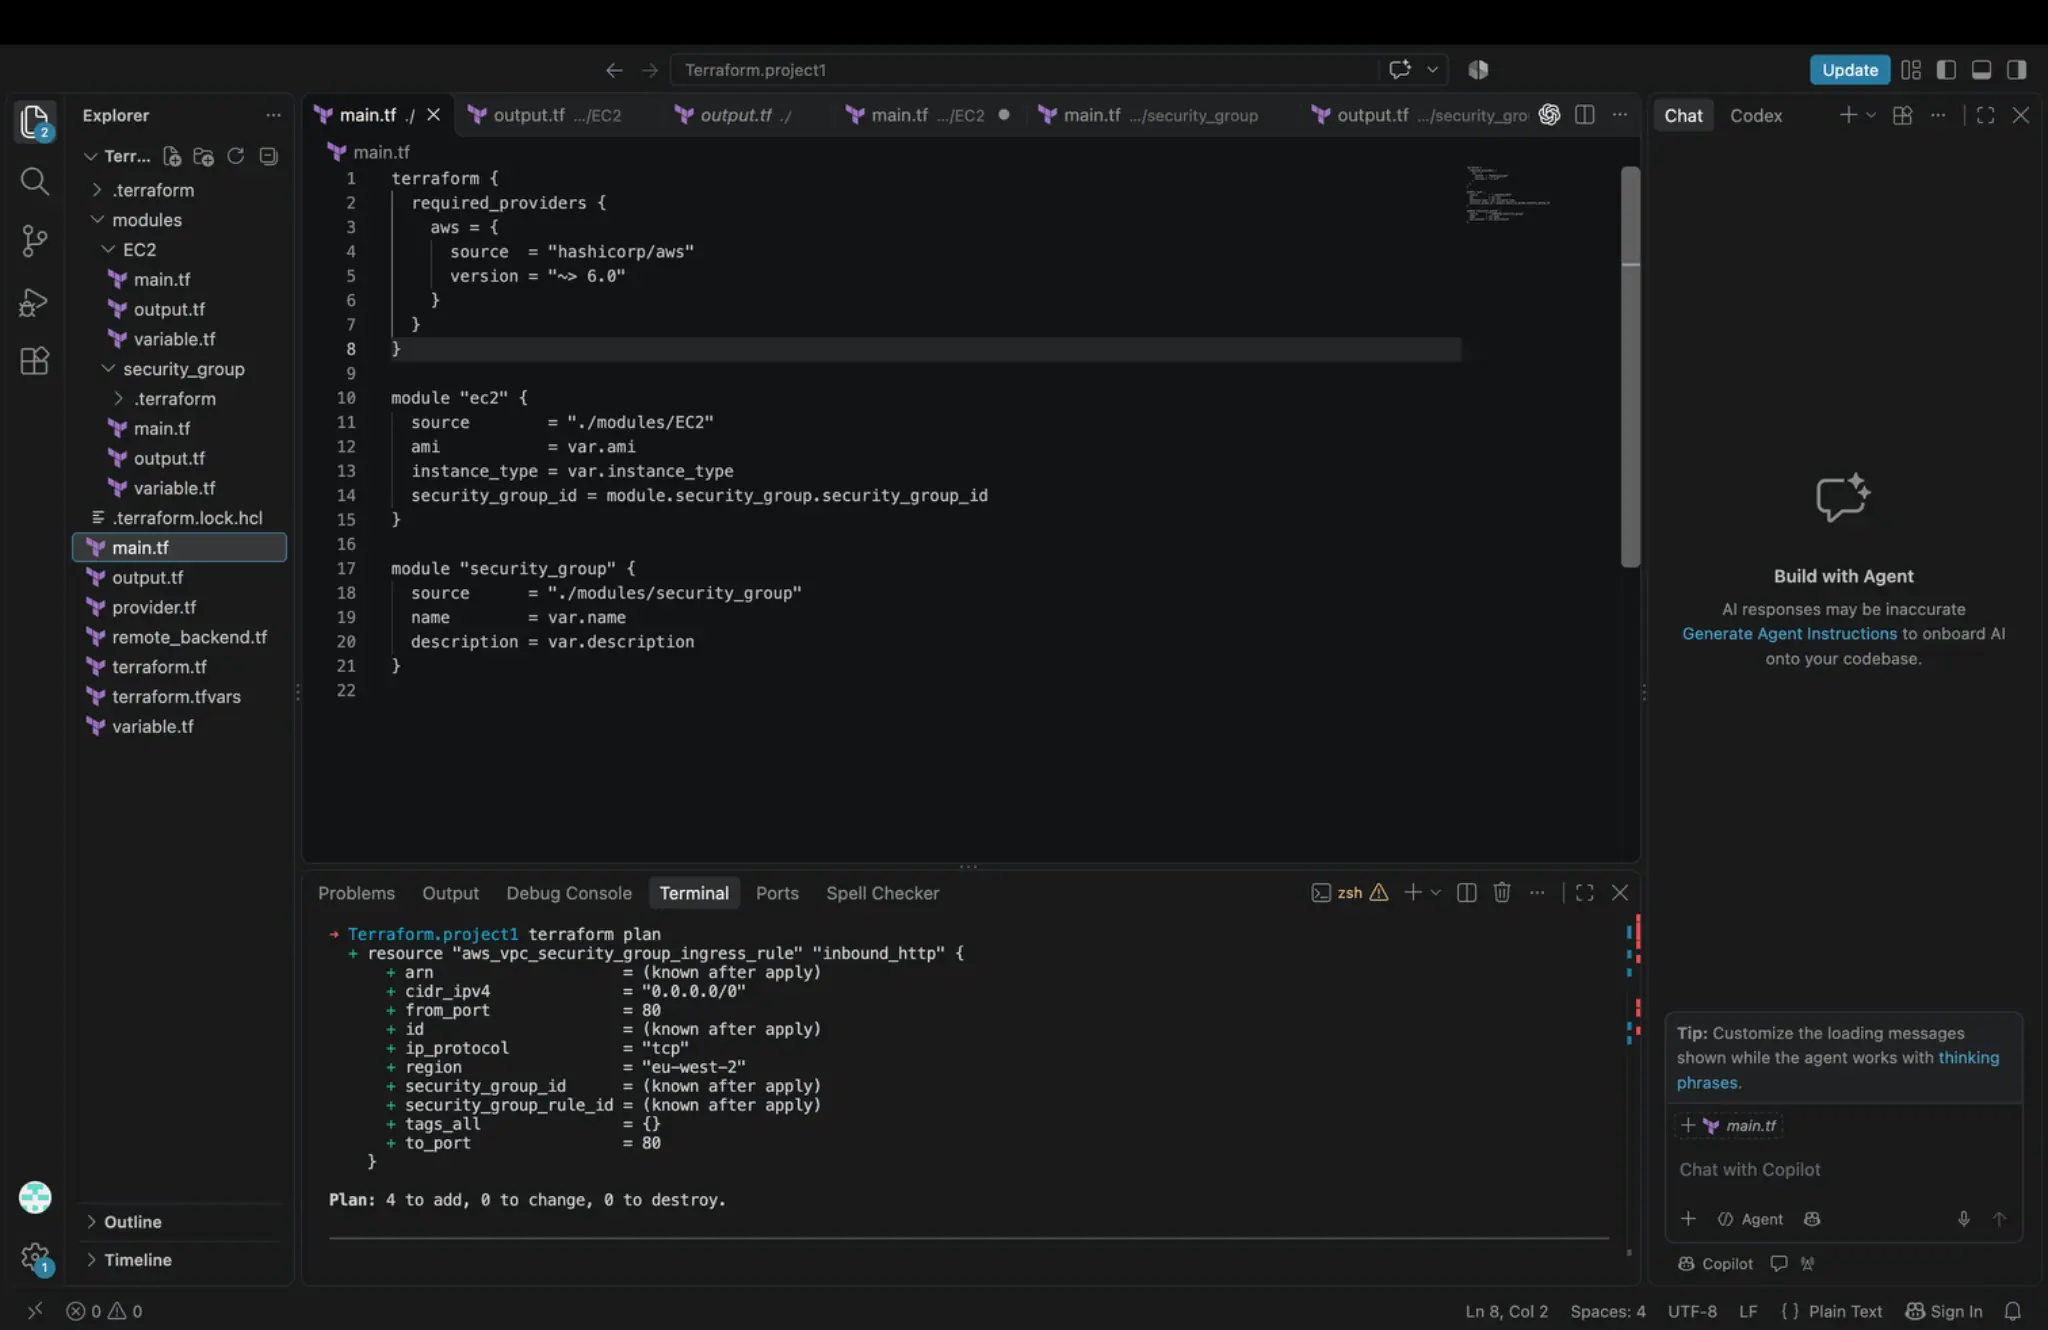 Terraform.project1
Update
Explorer
Terr...
.terraform
modules
EC2
main.tf
output.tf
variable.tf
security_group
.terraform
main.tf
output.tf
variable.tf
.terraform.lock.hcl
main.tf
output.tf
provider.tf
remote_backend.tf
terraform.tf
terraform.tfvars
variable.tf
Outline
Timeline
2
1
main.tf ./
output.tf .../EC2
output.tf ./
main.tf .../EC2
main.tf .../security_group
output.tf .../security_gro
main.tf
1 terraform {
2   required_providers {
3     aws = {
4       source  = "hashicorp/aws"
5       version = "~> 6.0"
6     }
7   }
8 }
9
10 module "ec2" {
11   source        = "./modules/EC2"
12   ami           = var.ami
13   instance_type = var.instance_type
14   security_group_id = module.security_group.security_group_id
15 }
16
17 module "security_group" {
18   source      = "./modules/security_group"
19   name        = var.name
20   description = var.description
21 }
22
Problems Output Debug Console Terminal Ports Spell Checker
zsh
→ Terraform.project1 terraform plan
  + resource "aws_vpc_security_group_ingress_rule" "inbound_http" {
      + arn                    = (known after apply)
      + cidr_ipv4              = "0.0.0.0/0"
      + from_port              = 80
      + id                     = (known after apply)
      + ip_protocol            = "tcp"
      + region                 = "eu-west-2"
      + security_group_id      = (known after apply)
      + security_group_rule_id = (known after apply)
      + tags_all               = {}
      + to_port                = 80
    }
Plan: 4 to add, 0 to change, 0 to destroy.
Chat Codex
Build with Agent
AI responses may be inaccurate
Generate Agent Instructions to onboard AI
onto your codebase.
Tip: Customize the loading messages
shown while the agent works with thinking
phrases.
main.tf
Chat with Copilot
Agent
Copilot
0 0
Ln 8, Col 2
Spaces: 4
UTF-8
LF
{ } Plain Text
Sign In